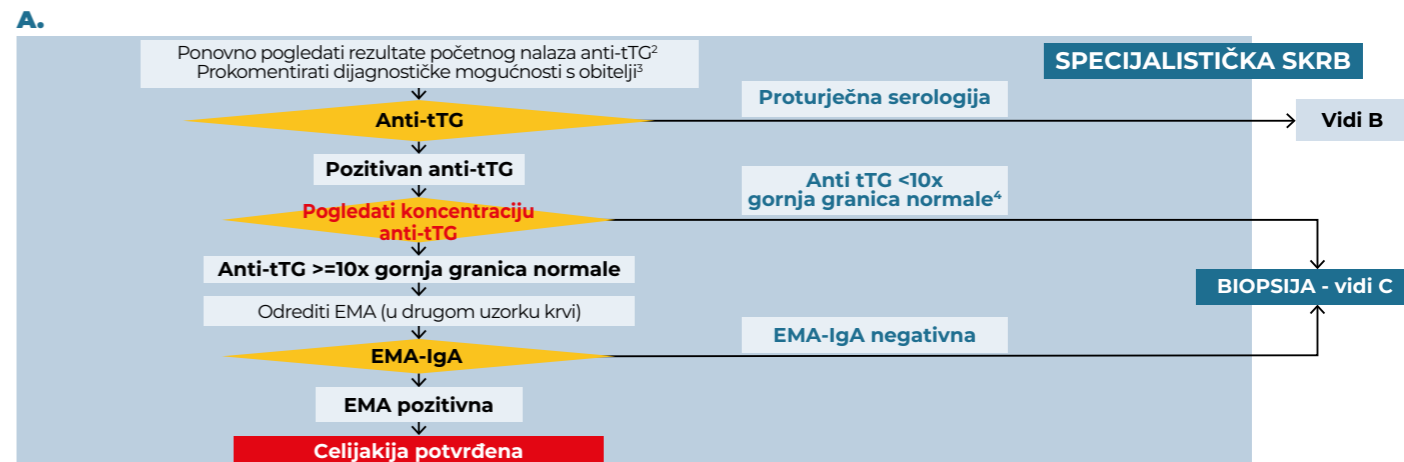 A.
Ponovno pogledati rezultate početnog nalaza anti-tTG²
Prokomentirati dijagnostičke mogućnosti s obitelji³
SPECIJALISTIČKA SKRB
Anti-tTG
Proturječna serologija
Vidi B
Pozitivan anti-tTG
Anti tTG <10x
gornja granica normale⁴
Pogledati koncentraciju
anti-tTG
Anti-tTG >=10x gornja granica normale
BIOPSIJA - vidi C
Odrediti EMA (u drugom uzorku krvi)
EMA-IgA negativna
EMA-IgA
EMA pozitivna
Celijakija potvrđena